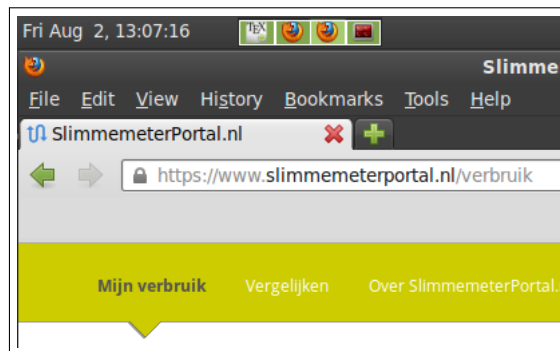 Fri Aug 2, 13:07:16 TEX
Slimme
File Edit View History Bookmarks Tools Help
SlimmemeterPortal.nl
https://www.slimmemeterportal.nl/verbruik
Mijn verbruik Vergelijken Over SlimmemeterPortal.